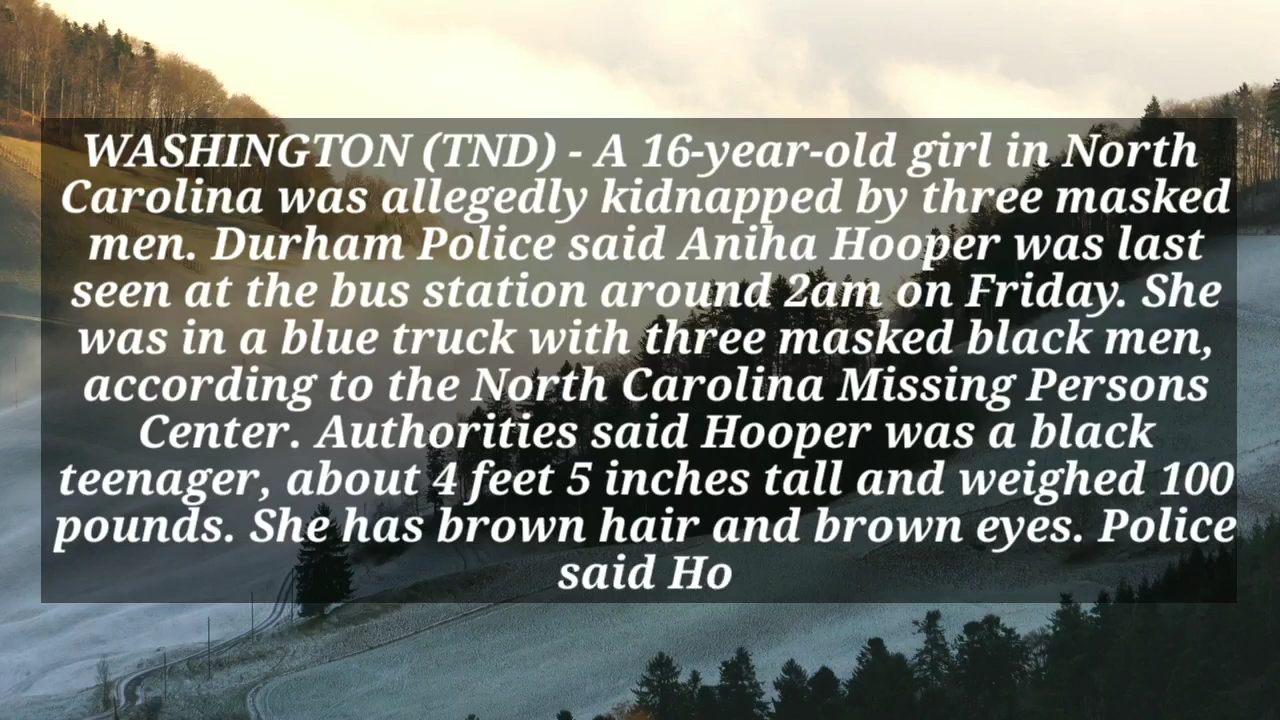 WASHINGTON (TND) - A 16-year-old girl in North
Carolina was allegedly kidnapped by three masked
men. Durham Police said Aniha Hooper was last
seen at the bus station around 2am on Friday. She
was in a blue truck with three masked black men,
according to the North Carolina Missing Persons
Center. Authorities said Hooper was a black
teenager, about 4 feet 5 inches tall and weighed 100
pounds. She has brown hair and brown eyes. Police
said Ho